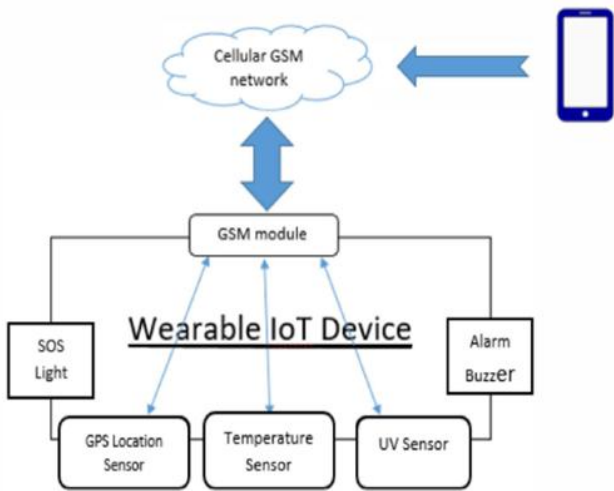 Cellular GSM
network
GSM module
Wearable IoT Device
SOS
Light
Alarm
Buzzer
GPS Location
Sensor
Temperature
Sensor
UV Sensor